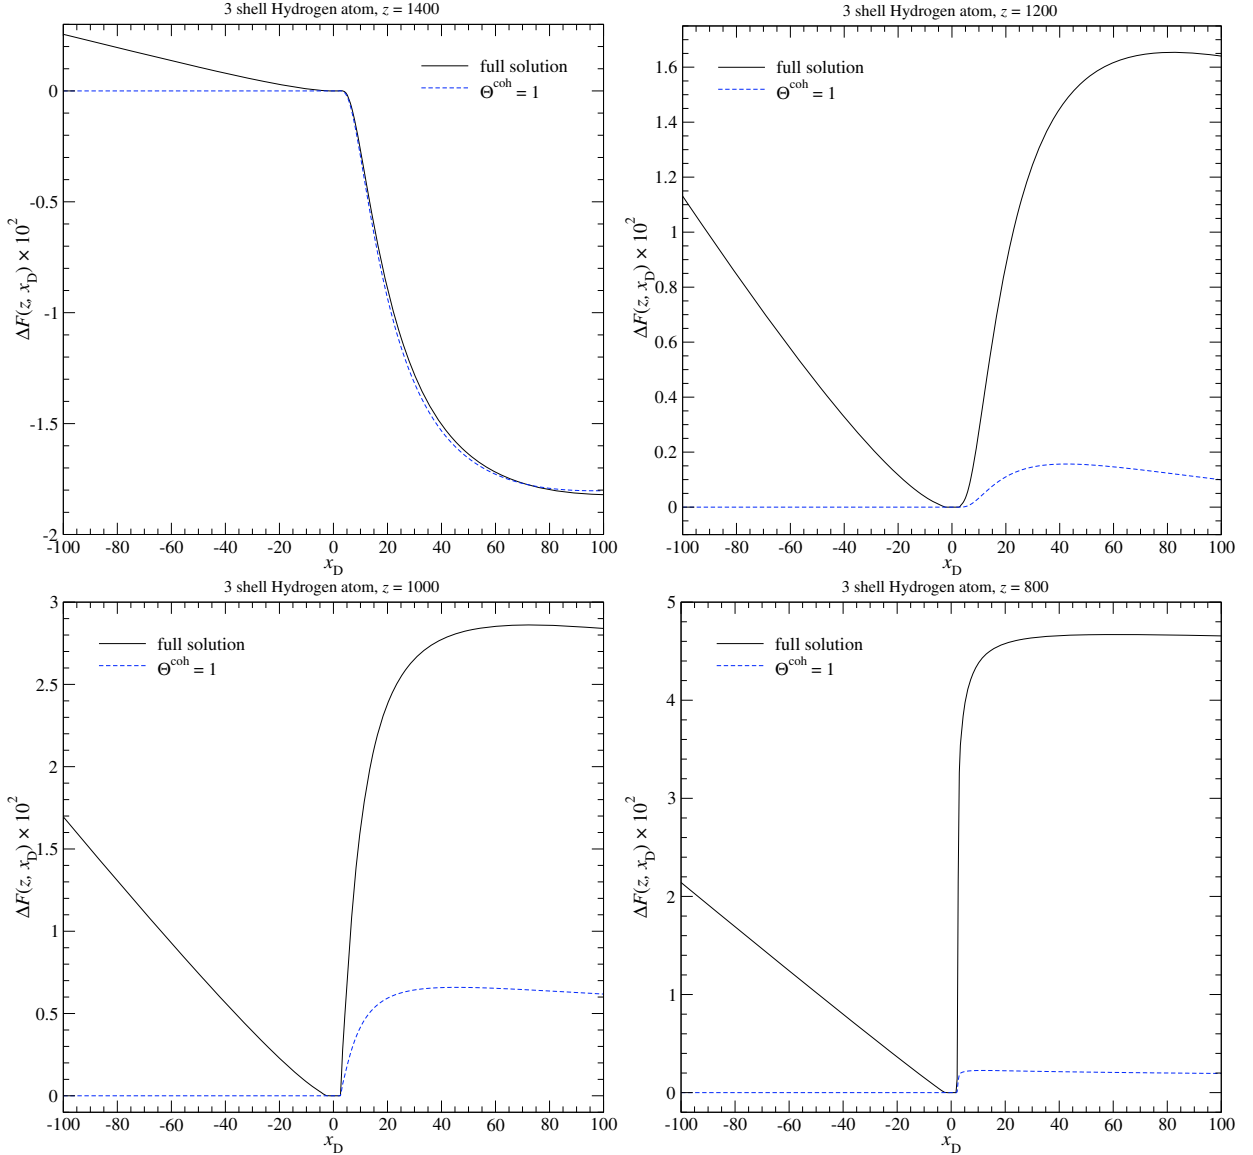 3 shell Hydrogen atom, z = 1400
full solution
Θ^coh = 1
ΔF(z, x_D) × 10^2
0
-0.5
-1
-1.5
-2
-100 -80 -60 -40 -20 0 20 40 60 80 100
x_D
3 shell Hydrogen atom, z = 1200
full solution
Θ^coh = 1
ΔF(z, x_D) × 10^2
1.6
1.4
1.2
1
0.8
0.6
0.4
0.2
0
-100 -80 -60 -40 -20 0 20 40 60 80 100
x_D
3 shell Hydrogen atom, z = 1000
full solution
Θ^coh = 1
ΔF(z, x_D) × 10^2
3
2.5
2
1.5
1
0.5
0
-100 -80 -60 -40 -20 0 20 40 60 80 100
x_D
3 shell Hydrogen atom, z = 800
full solution
Θ^coh = 1
ΔF(z, x_D) × 10^2
5
4
3
2
1
0
-100 -80 -60 -40 -20 0 20 40 60 80 100
x_D